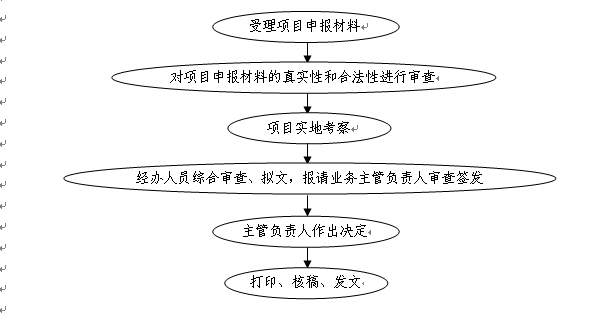 受理项目申报材料
对项目申报材料的真实性和合法性进行审查
项目实地考察
经办人员综合审查、拟文，报请业务主管负责人审查签发
主管负责人作出决定
打印、核稿、发文